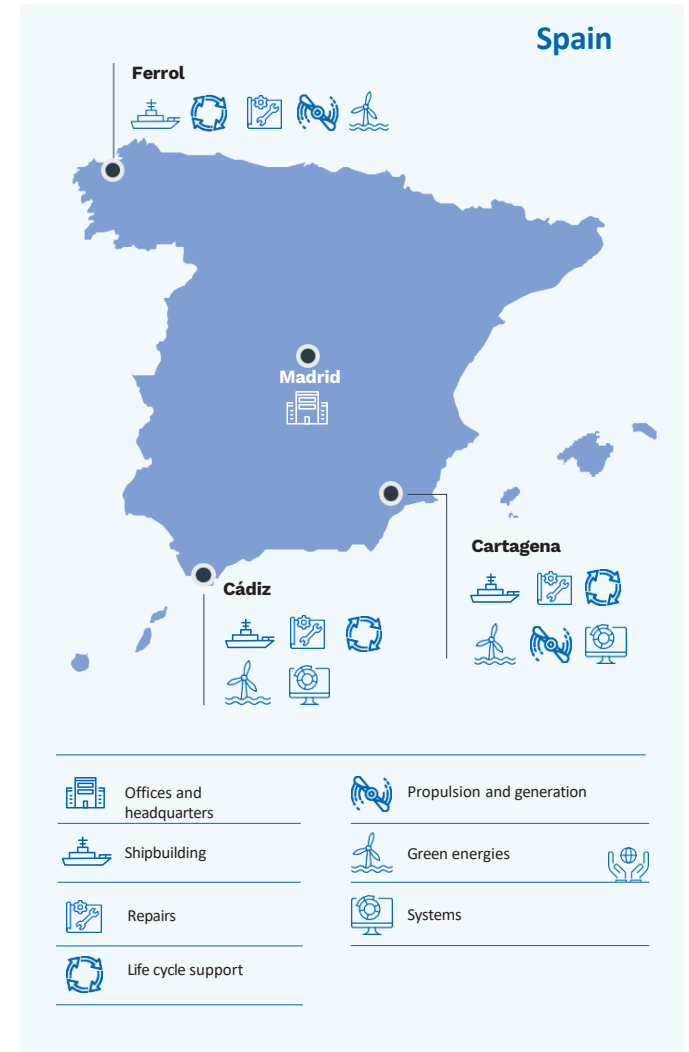 Spain
Ferrol
Madrid
Cartagena
Cádiz
Offices and
headquarters
Propulsion and generation
Shipbuilding
Green energies
Repairs
Systems
Life cycle support